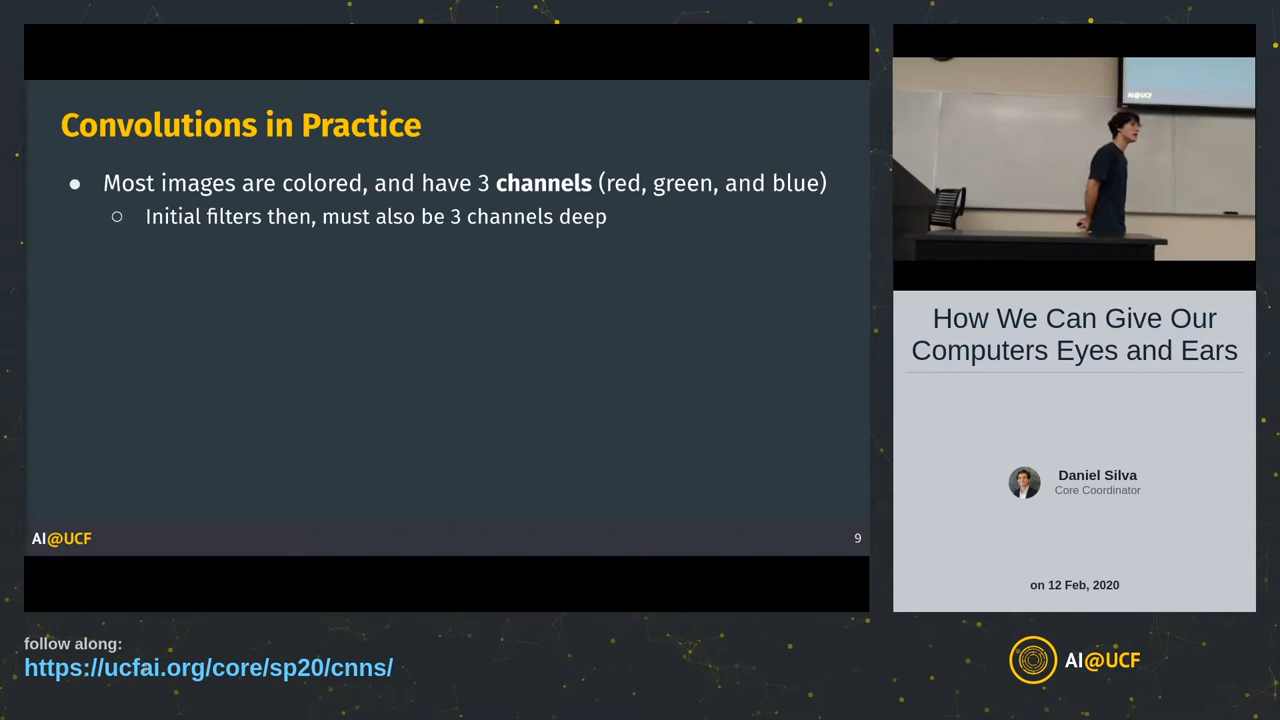 Convolutions in Practice
● Most images are colored, and have 3 channels (red, green, and blue)
○ Initial filters then, must also be 3 channels deep
AI@UCF
9
AI@UCF
How We Can Give Our
Computers Eyes and Ears
Daniel Silva
Core Coordinator
on 12 Feb, 2020
follow along:
https://ucfai.org/core/sp20/cnns/
AI@UCF